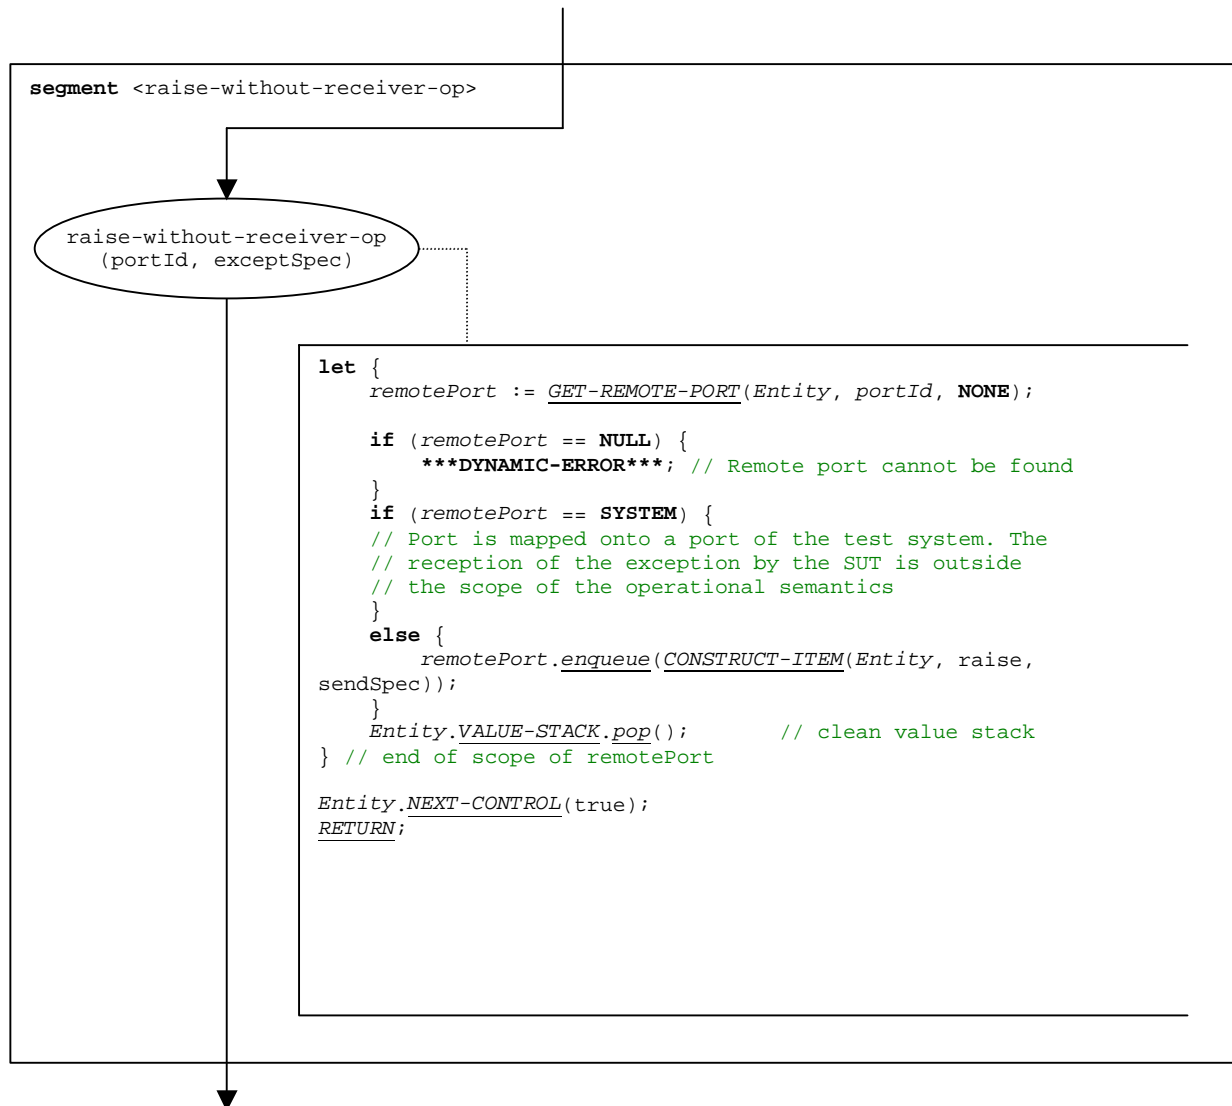 segment <raise-without-receiver-op>
raise-without-receiver-op
(portId, exceptSpec)
let {
remotePort := GET-REMOTE-PORT(Entity, portId, NONE);
if (remotePort == NULL) {
***DYNAMIC-ERROR***; // Remote port cannot be found
}
if (remotePort == SYSTEM) {
// Port is mapped onto a port of the test system. The
// reception of the exception by the SUT is outside
// the scope of the operational semantics
}
else {
remotePort.enqueue(CONSTRUCT-ITEM(Entity, raise,
sendSpec));
}
Entity.VALUE-STACK.pop(); // clean value stack
} // end of scope of remotePort
Entity.NEXT-CONTROL(true);
RETURN;